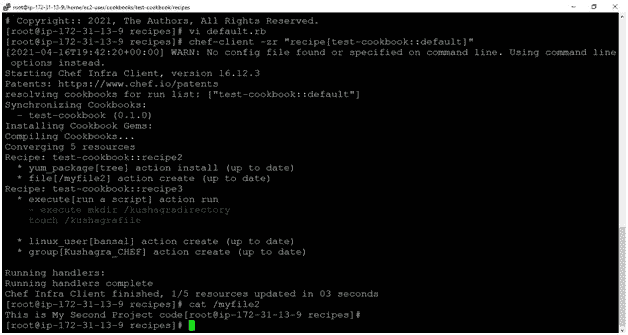 root@ip-172-31-13-9:/home/ec2-user/cookbooks/test-cookbook/recipes
# Copyright:: 2021, The Authors, All Rights Reserved.
[root@ip-172-31-13-9 recipes]# vi default.rb
[root@ip-172-31-13-9 recipes]# chef-client -zr "recipe[test-cookbook::default]"
[2021-04-16T19:42:20+00:00] WARN: No config file found or specified on command line. Using command line
options instead.
Starting Chef Infra Client, version 16.12.3
Patents: https://www.chef.io/patents
resolving cookbooks for run list: ["test-cookbook::default"]
Synchronizing Cookbooks:
- test-cookbook (0.1.0)
Installing Cookbook Gems:
Compiling Cookbooks...
Converging 5 resources
Recipe: test-cookbook::recipe2
* yum_package[tree] action install (up to date)
* file[/myfile2] action create (up to date)
Recipe: test-cookbook::recipe3
* execute[run a script] action run
- execute mkdir /kushagradirectory
touch /kushagrafile
* linux_user[bansal] action create (up to date)
* group[Kushagra_CHEF] action create (up to date)
Running handlers:
Running handlers complete
Chef Infra Client finished, 1/5 resources updated in 03 seconds
[root@ip-172-31-13-9 recipes]# cat /myfile2
This is My Second Project code[root@ip-172-31-13-9 recipes]#
[root@ip-172-31-13-9 recipes]#